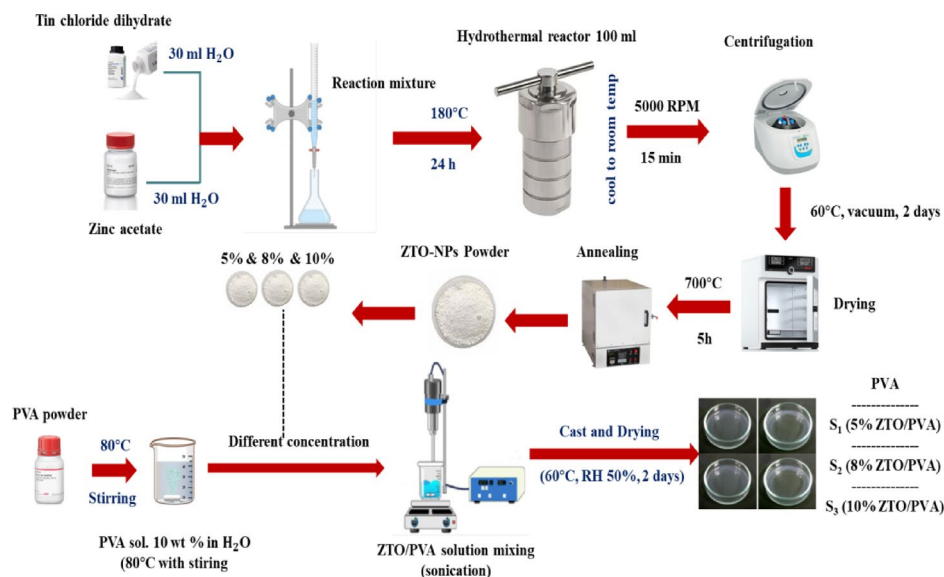 Tin chloride dihydrate
30 ml H₂O
30 ml H₂O
Zinc acetate
Reaction mixture
180°C
24 h
Hydrothermal reactor 100 ml
cool to room temp
5000 RPM
15 min
Centrifugation
60°C, vacuum, 2 days
Drying
700°C
5h
Annealing
ZTO-NPs Powder
5% & 8% & 10%
PVA powder
80°C
Stirring
PVA sol. 10 wt % in H₂O
(80°C with stiring
Different concentration
ZTO/PVA solution mixing
(sonication)
Cast and Drying
(60°C, RH 50%, 2 days)
PVA
--------------
S₁ (5% ZTO/PVA)
--------------
S₂ (8% ZTO/PVA)
--------------
S₃ (10% ZTO/PVA)